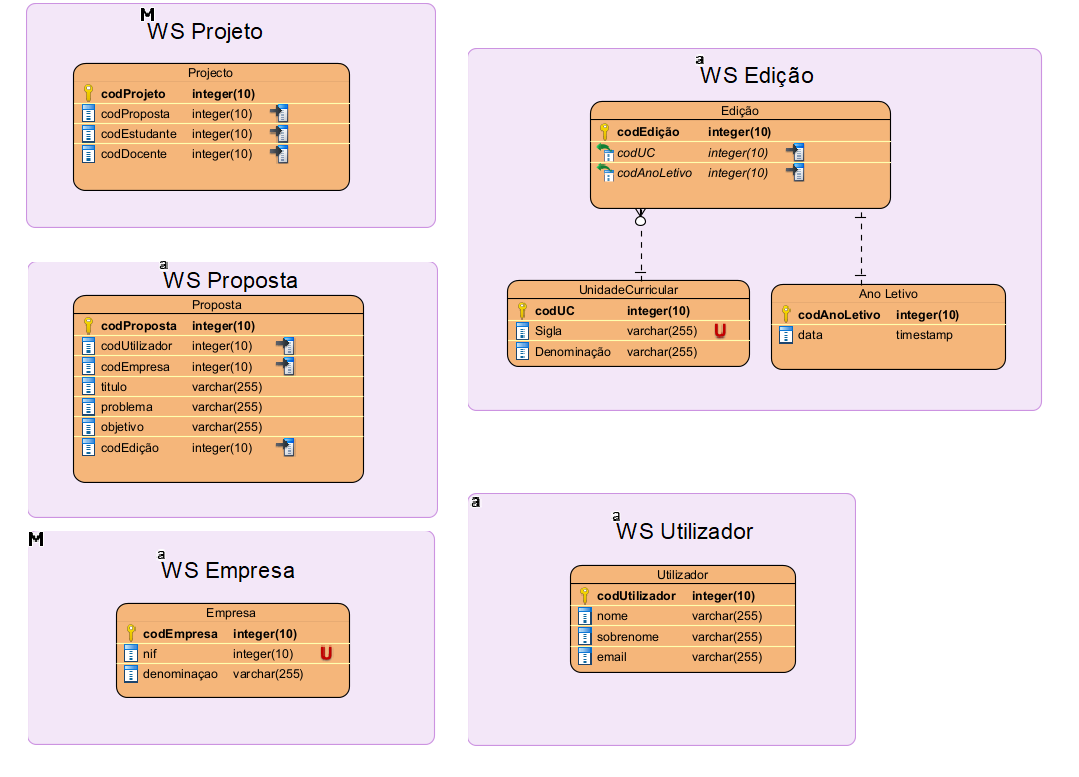 M
WS Projeto
Projecto
codProjeto integer(10)
codProposta integer(10)
codEstudante integer(10)
codDocente integer(10)
a
WS Proposta
Proposta
codProposta integer(10)
codUtilizador integer(10)
codEmpresa integer(10)
titulo varchar(255)
problema varchar(255)
objetivo varchar(255)
codEdição integer(10)
M
a
WS Empresa
Empresa
codEmpresa integer(10)
nif integer(10) U
denominaçao varchar(255)
a
WS Edição
Edição
codEdição integer(10)
codUC integer(10)
codAnoLetivo integer(10)
UnidadeCurricular
codUC integer(10)
Sigla varchar(255) U
Denominação varchar(255)
Ano Letivo
codAnoLetivo integer(10)
data timestamp
a
a
WS Utilizador
Utilizador
codUtilizador integer(10)
nome varchar(255)
sobrenome varchar(255)
email varchar(255)